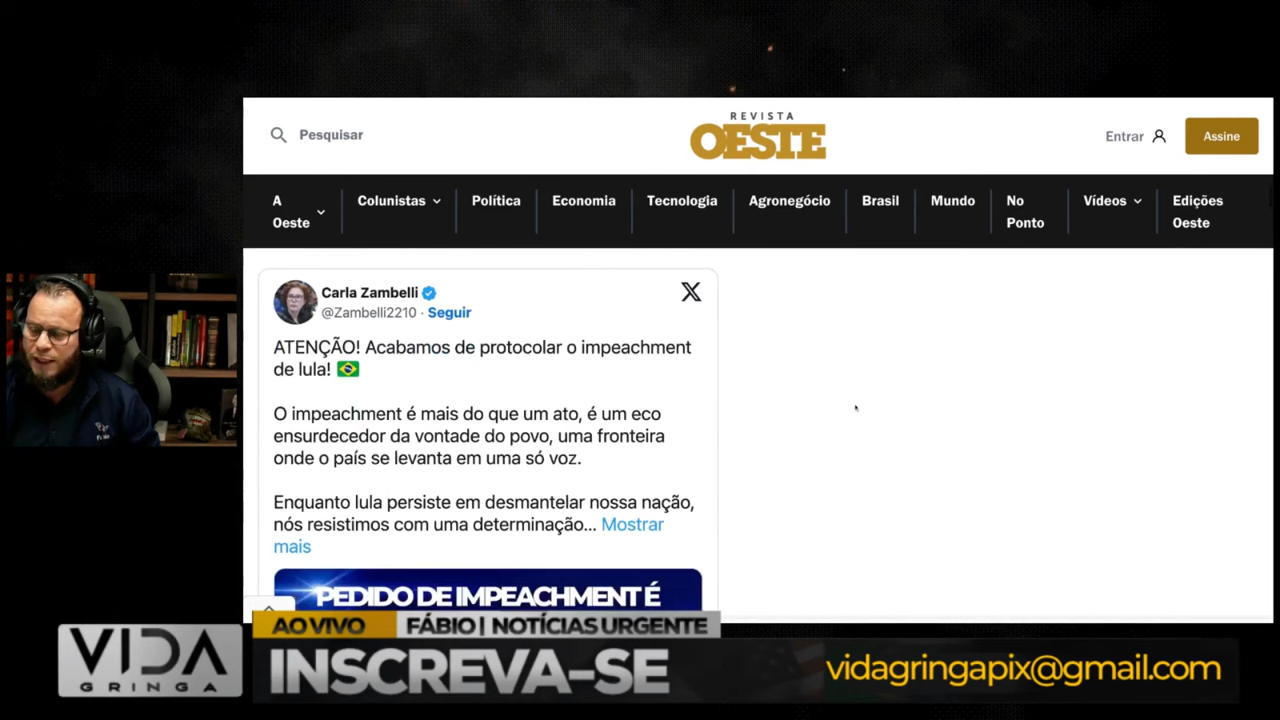 Pesquisar
REVISTA
OESTE
Entrar
Assine
A
Oeste
Colunistas
Política
Economia
Tecnologia
Agronegócio
Brasil
Mundo
No
Ponto
Vídeos
Edições
Oeste
Carla Zambelli
@Zambelli2210 · Seguir
X
ATENÇÃO! Acabamos de protocolar o impeachment
de lula! 🇧🇷
O impeachment é mais do que um ato, é um eco
ensurdecedor da vontade do povo, uma fronteira
onde o país se levanta em uma só voz.
Enquanto lula persiste em desmantelar nossa nação,
nós resistimos com uma determinação... Mostrar
mais
PEDIDO DE IMPEACHMENT É
AO VIVO
FÁBIO | NOTÍCIAS URGENTE
VIDA
GRINGA
INSCREVA-SE
vidagringapix@gmail.com